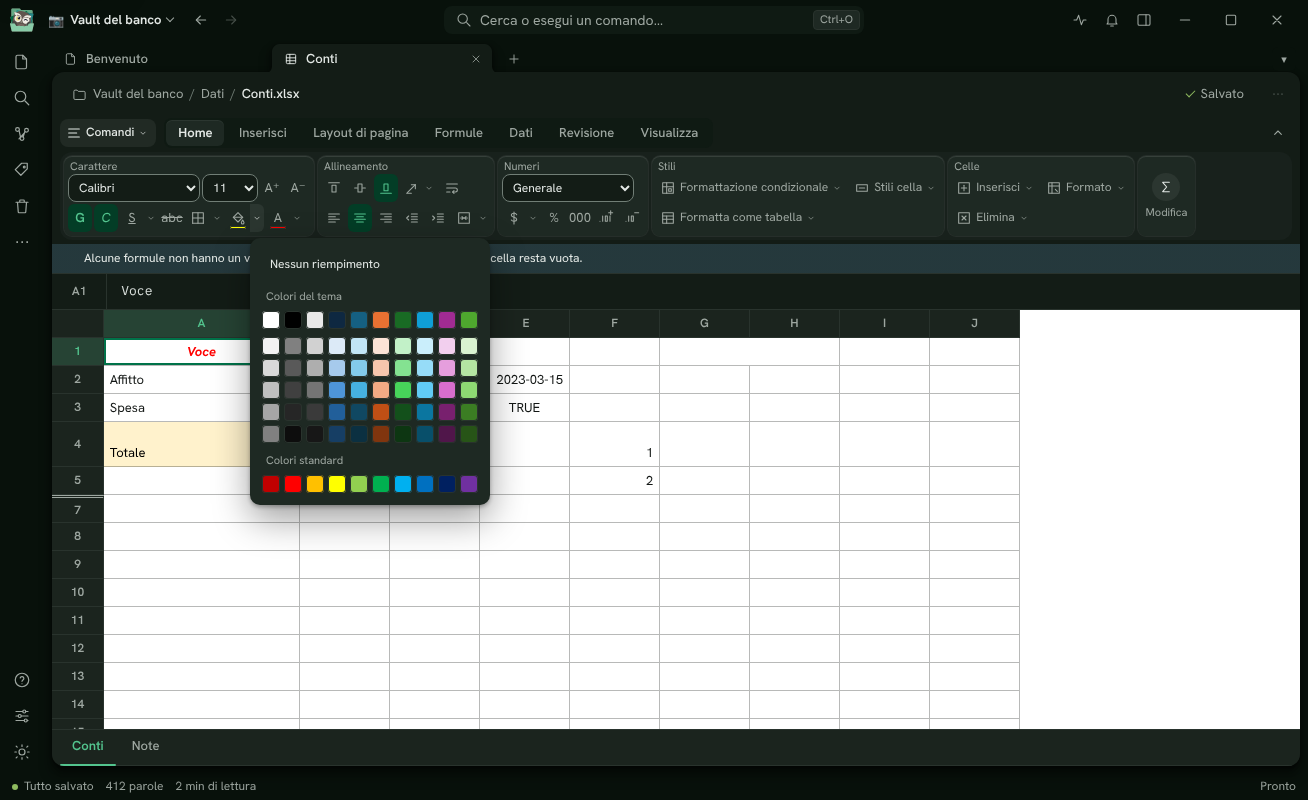 Vault del banco
Cerca o esegui un comando...
Ctrl+O
Benvenuto
Conti
Vault del banco / Dati / Conti.xlsx
Salvato
Comandi
Home
Inserisci
Layout di pagina
Formule
Dati
Revisione
Visualizza
Carattere
Allineamento
Numeri
Stili
Celle
Calibri
11
A+
A−
Generale
Formattazione condizionale
Stili cella
Inserisci
Formato
Σ
Modifica
G
C
S
abc
A
$
%
000
Formatta come tabella
Elimina
Alcune formule non hanno un v
cella resta vuota.
Nessun riempimento
Colori del tema
Colori standard
A1
Voce
A
E
F
G
H
I
J
1
Voce
2
Affitto
2023-03-15
3
Spesa
TRUE
4
Totale
1
5
2
7
8
9
10
11
12
13
14
Conti
Note
Tutto salvato
412 parole
2 min di lettura
Pronto